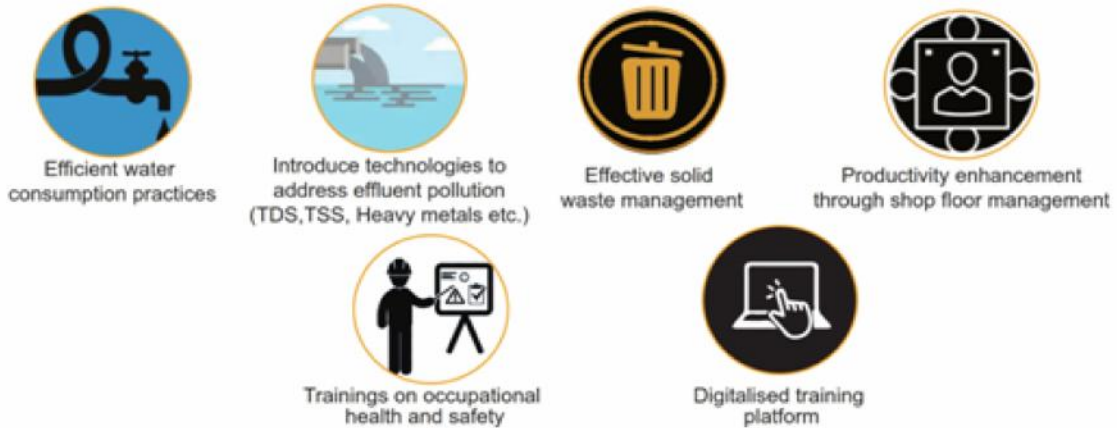 Efficient water
consumption practices
Introduce technologies to
address effluent pollution
(TDS,TSS, Heavy metals etc.)
Effective solid
waste management
Productivity enhancement
through shop floor management
Trainings on occupational
health and safety
Digitalised training
platform